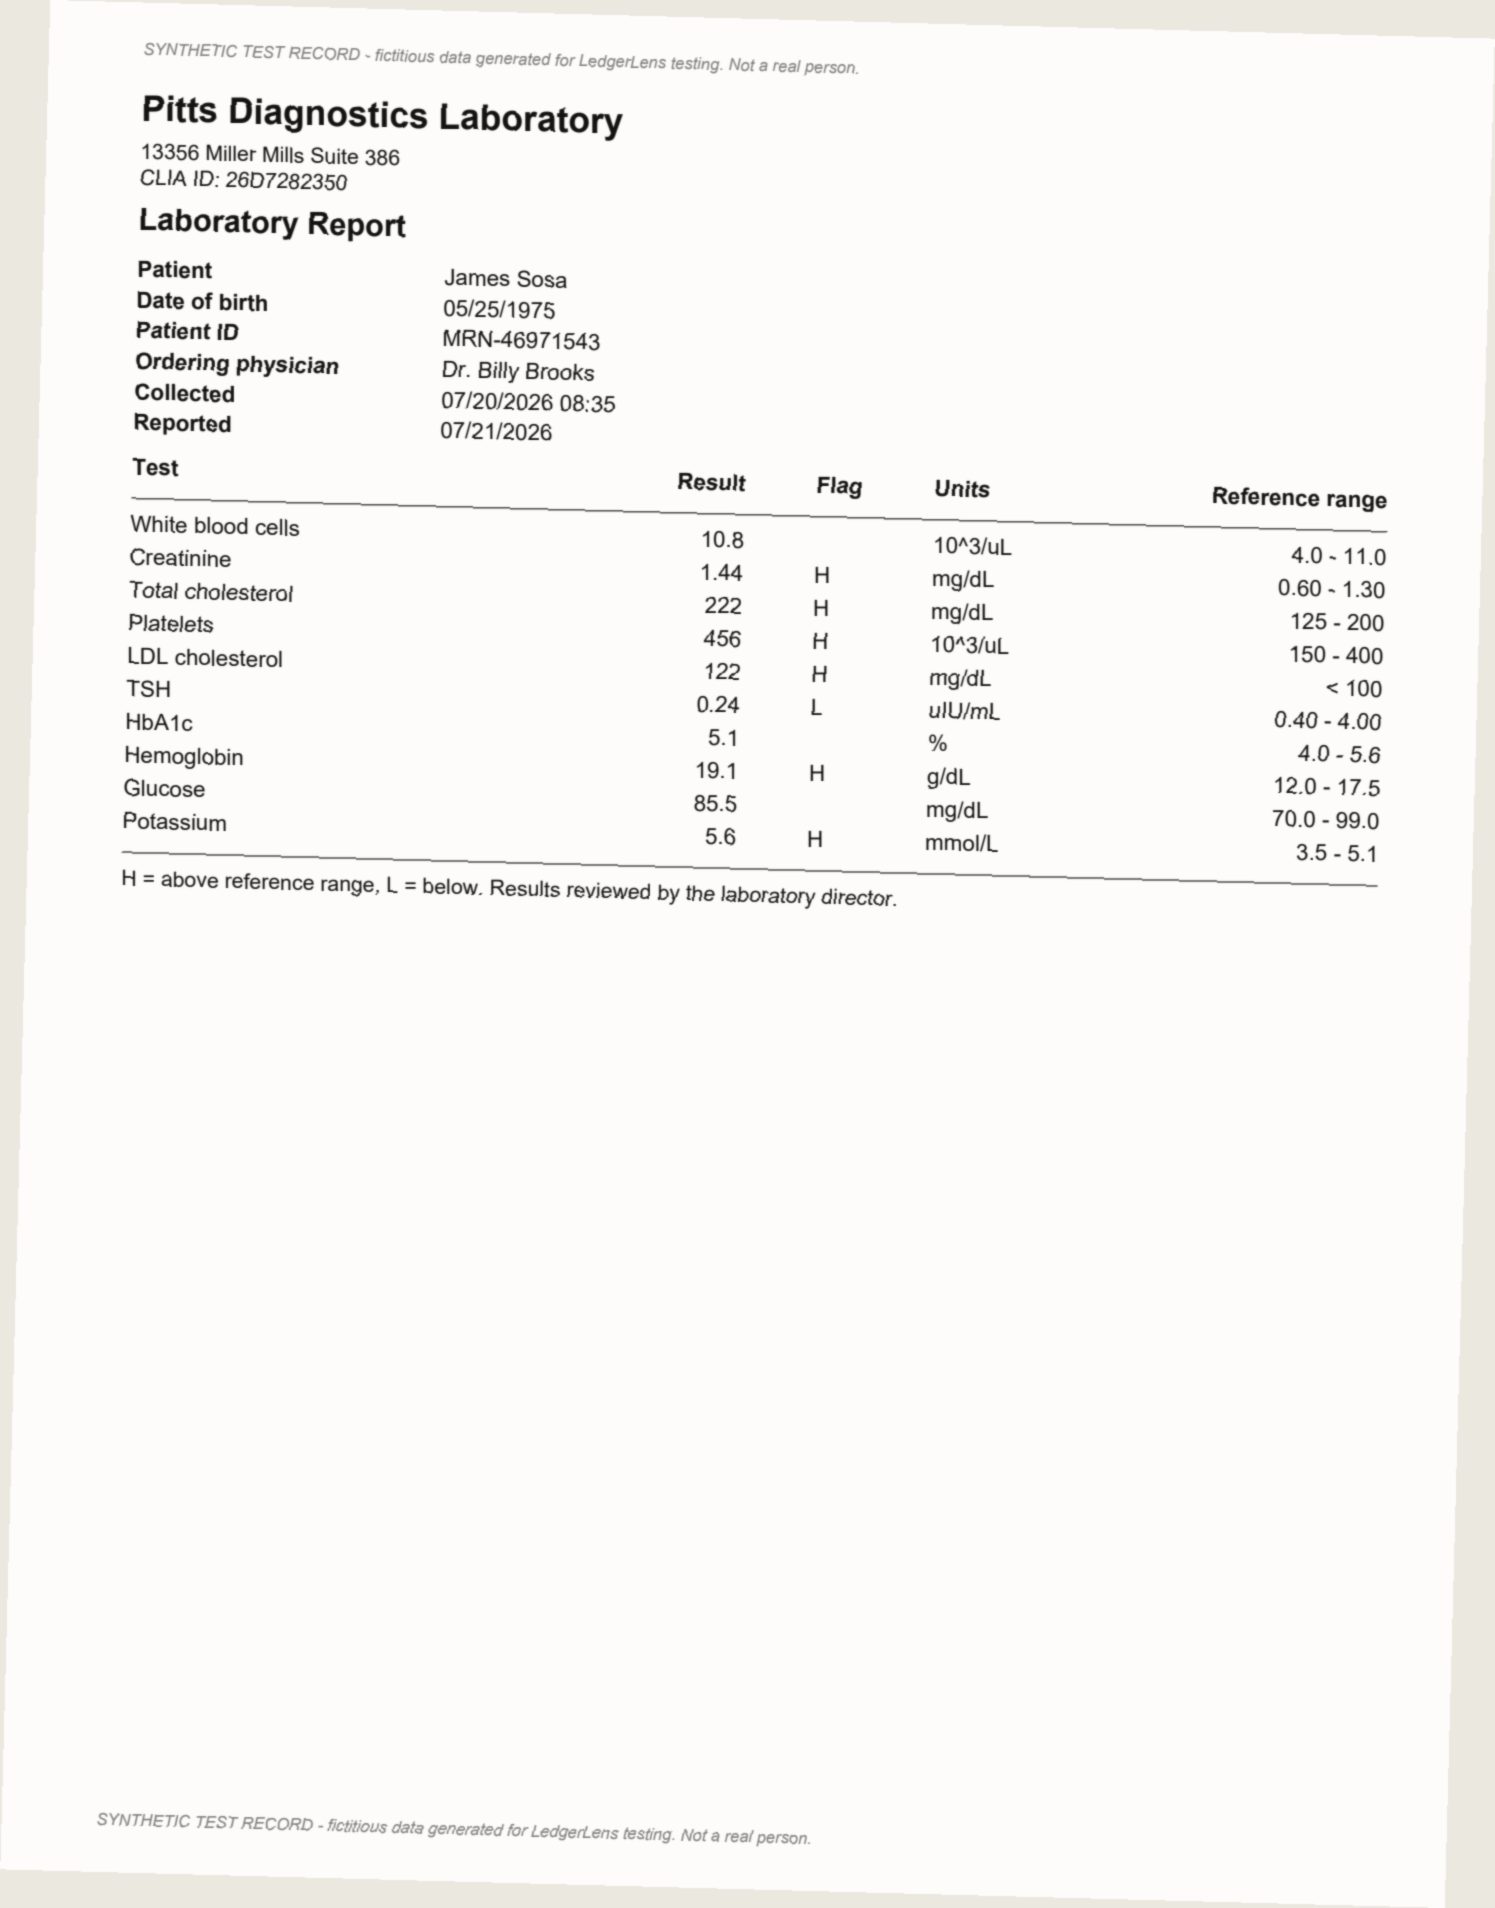 SYNTHETIC TEST RECORD - fictitious data generated for LedgerLens testing. Not a real person.
Pitts Diagnostics Laboratory
13356 Miller Mills Suite 386
CLIA ID: 26D7282350
Laboratory Report
Patient James Sosa
Date of birth 05/25/1975
Patient ID MRN-46971543
Ordering physician Dr. Billy Brooks
Collected 07/20/2026 08:35
Reported 07/21/2026
Test Result Flag Units Reference range
White blood cells 10.8 10^3/uL 4.0 - 11.0
Creatinine 1.44 H mg/dL 0.60 - 1.30
Total cholesterol 222 H mg/dL 125 - 200
Platelets 456 H 10^3/uL 150 - 400
LDL cholesterol 122 H mg/dL < 100
TSH 0.24 L uIU/mL 0.40 - 4.00
HbA1c 5.1 % 4.0 - 5.6
Hemoglobin 19.1 H g/dL 12.0 - 17.5
Glucose 85.5 mg/dL 70.0 - 99.0
Potassium 5.6 H mmol/L 3.5 - 5.1
H = above reference range, L = below. Results reviewed by the laboratory director.
SYNTHETIC TEST RECORD - fictitious data generated for LedgerLens testing. Not a real person.